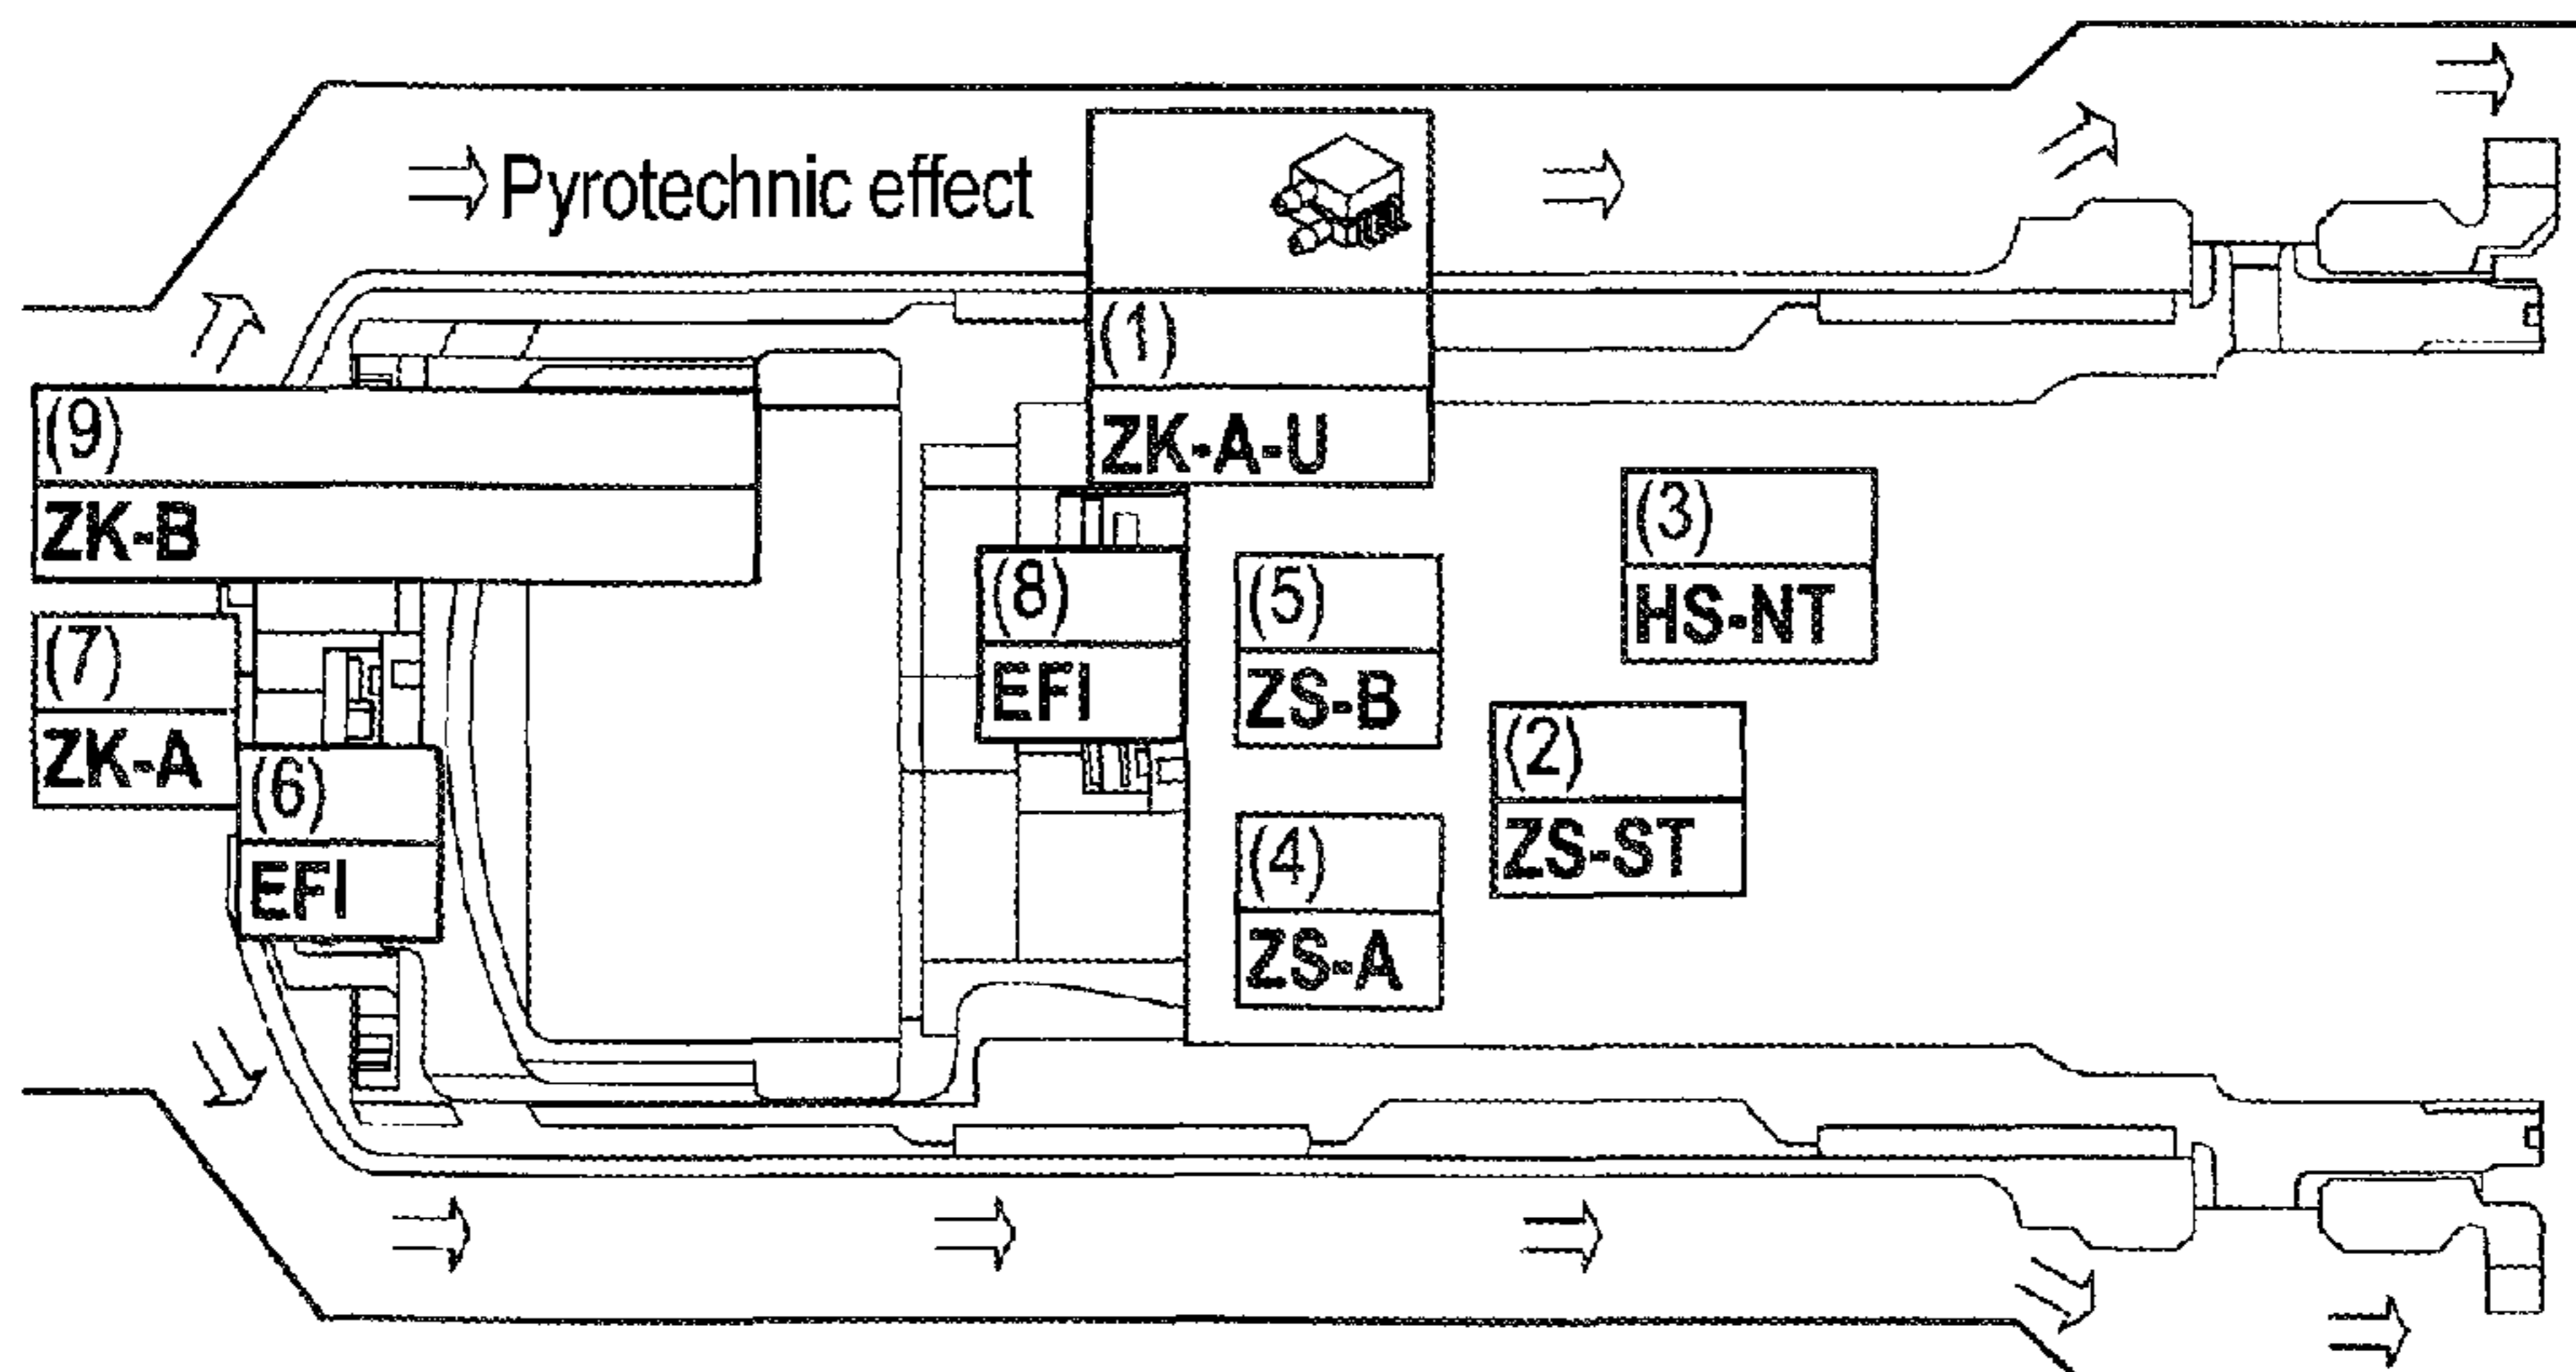 Pyrotechnic effect
(1)
ZK-A-U
(9)
ZK-B
(3)
HS-NT
(8)
EFI
(5)
ZS-B
(7)
ZK-A
(2)
ZS-ST
(6)
EFI
(4)
ZS-A